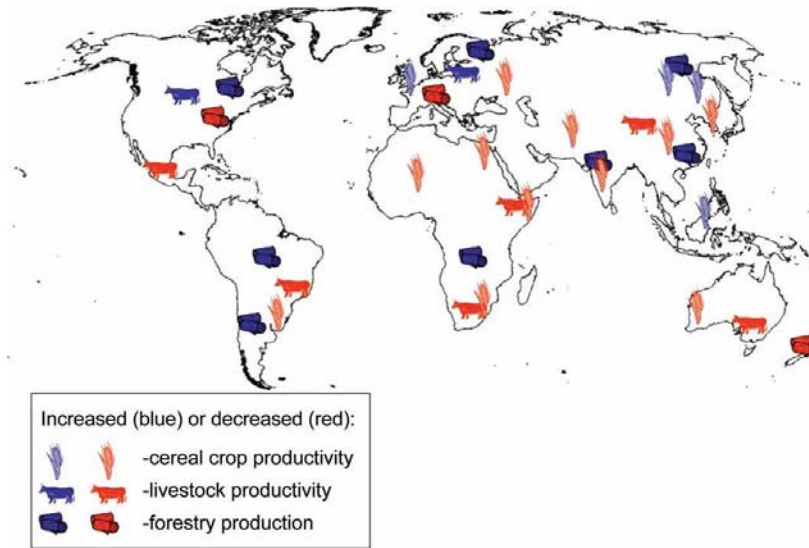 Increased (blue) or decreased (red):
-cereal crop productivity
-livestock productivity
-forestry production